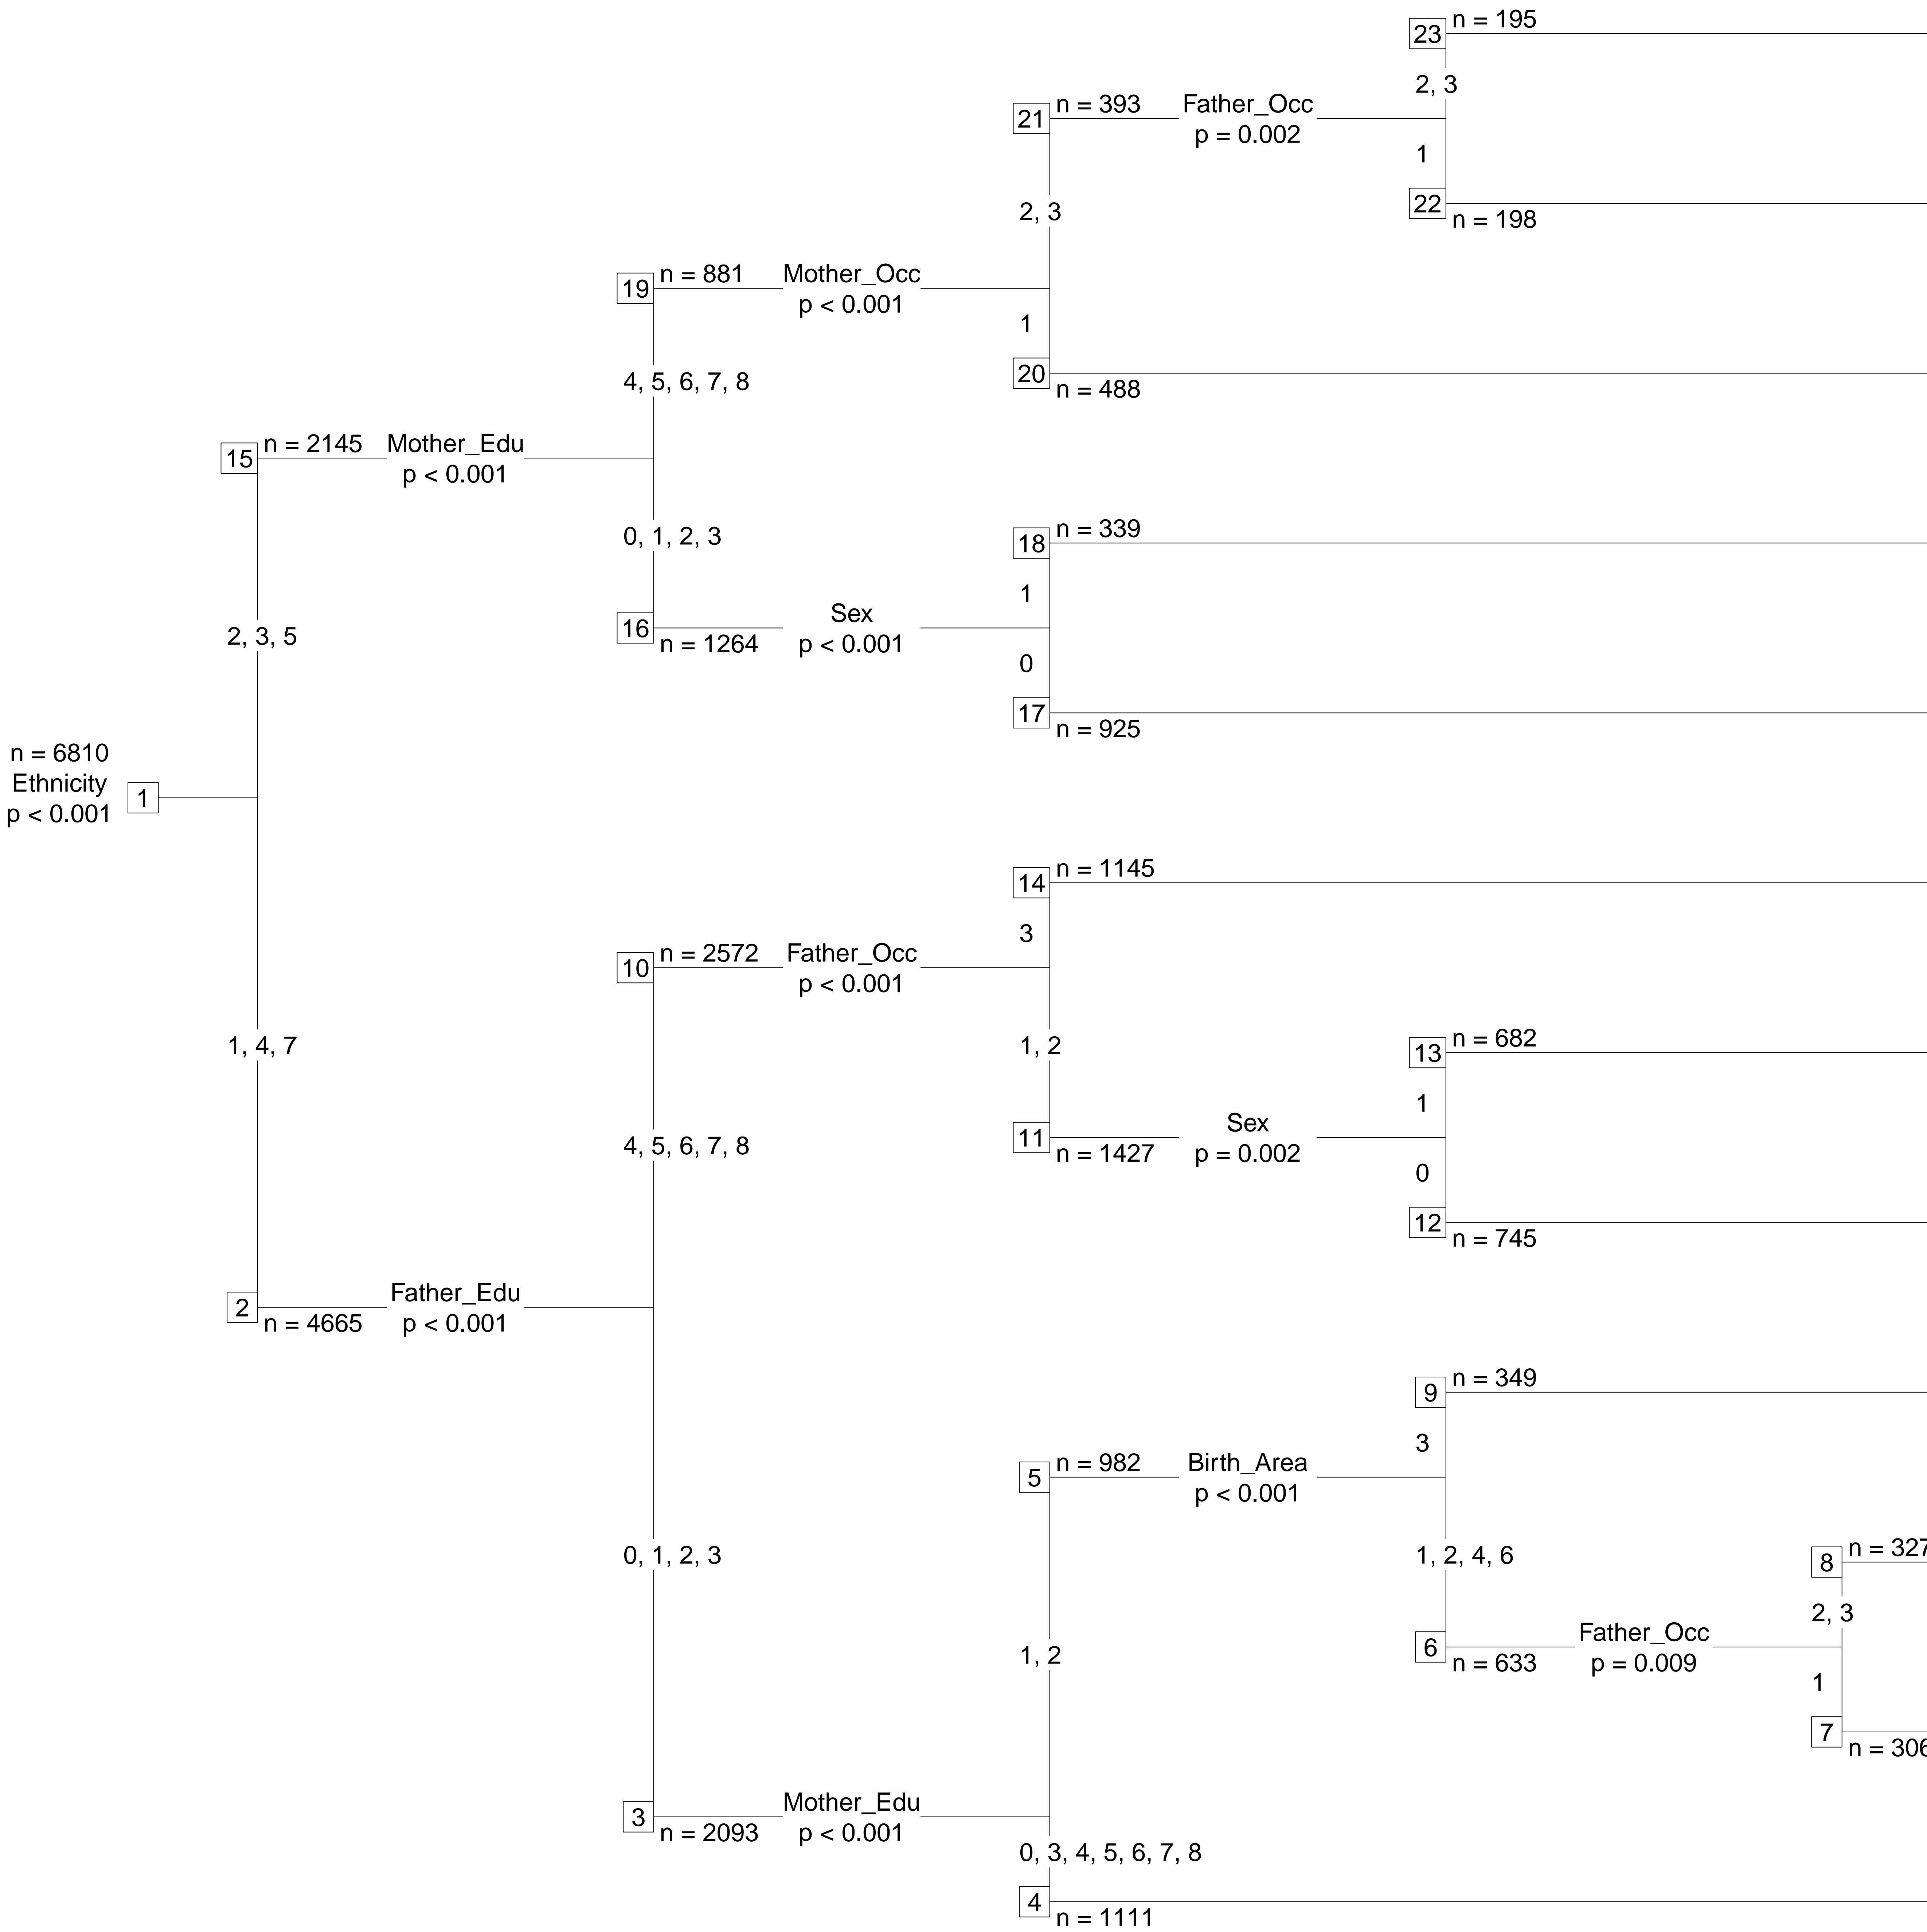 23
n = 195
2, 3
21
n = 393
Father_Occ
p = 0.002
1
22
n = 198
2, 3
19
n = 881
Mother_Occ
p < 0.001
1
20
n = 488
4, 5, 6, 7, 8
15
n = 2145
Mother_Edu
p < 0.001
0, 1, 2, 3
18
n = 339
1
16
n = 1264
Sex
p < 0.001
0
17
n = 925
2, 3, 5
n = 6810
Ethnicity
p < 0.001
1
1, 4, 7
14
n = 1145
3
10
n = 2572
Father_Occ
p < 0.001
1, 2
13
n = 682
1
11
n = 1427
Sex
p = 0.002
0
12
n = 745
4, 5, 6, 7, 8
2
n = 4665
Father_Edu
p < 0.001
0, 1, 2, 3
9
n = 349
3
5
n = 982
Birth_Area
p < 0.001
1, 2, 4, 6
8
n = 327
2, 3
6
n = 633
Father_Occ
p = 0.009
1
7
n = 306
1, 2
3
n = 2093
Mother_Edu
p < 0.001
0, 3, 4, 5, 6, 7, 8
4
n = 1111